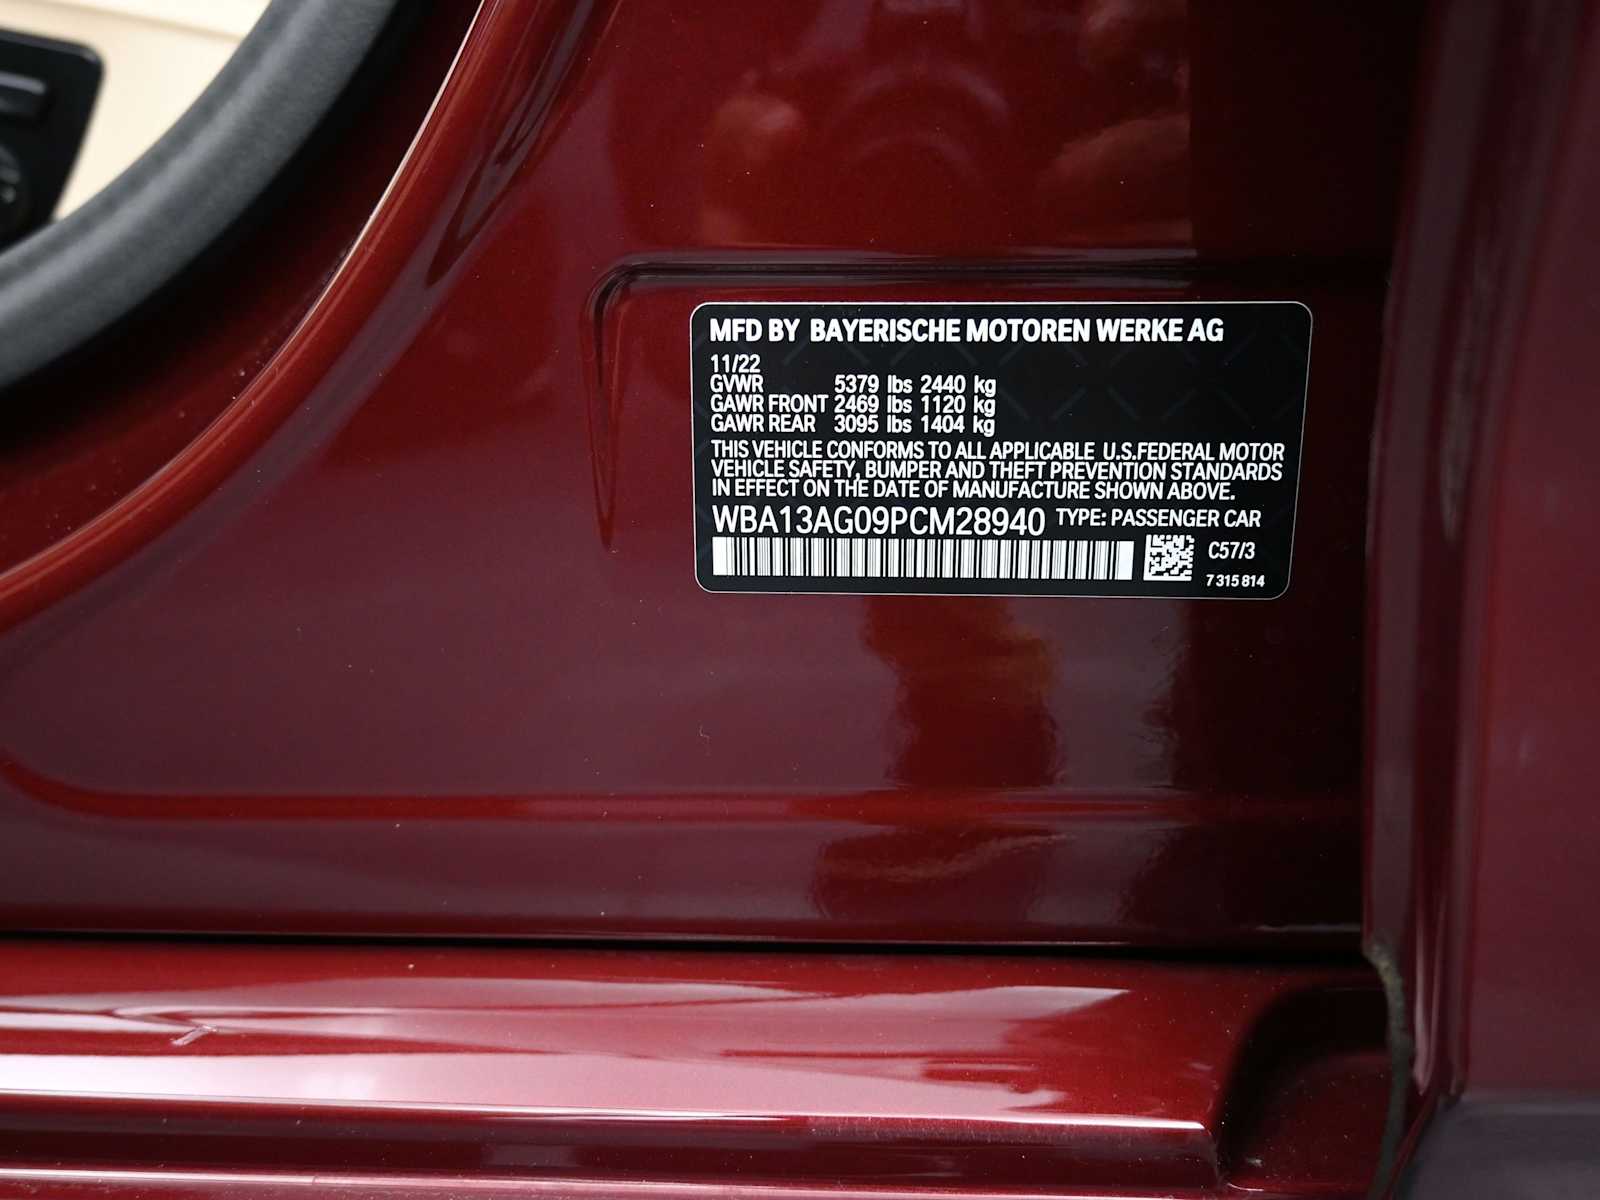 MFD BY BAYERISCHE MOTOREN WERKE AG
11/22
GVWR 5379 lbs 2440 kg
GAWR FRONT 2469 lbs 1120 kg
GAWR REAR 3095 lbs 1404 kg
THIS VEHICLE CONFORMS TO ALL APPLICABLE U.S.FEDERAL MOTOR
VEHICLE SAFETY, BUMPER AND THEFT PREVENTION STANDARDS
IN EFFECT ON THE DATE OF MANUFACTURE SHOWN ABOVE.
WBA13AG09PCM28940 TYPE: PASSENGER CAR
C57/3
7 315 814